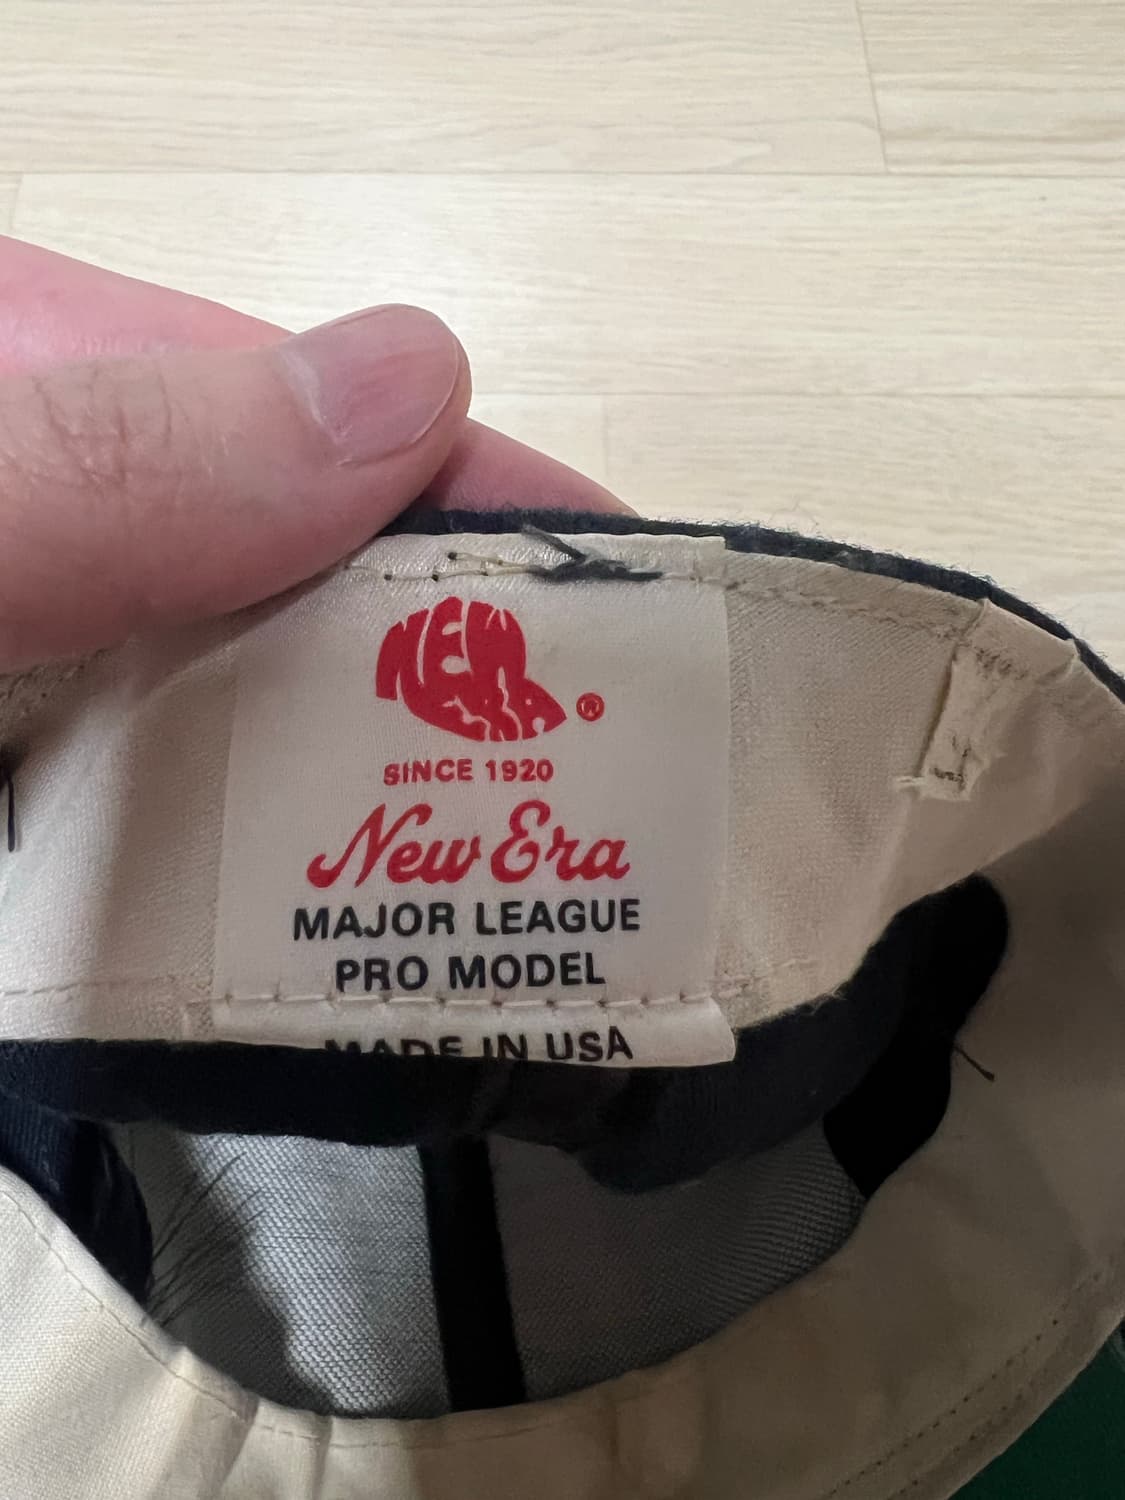 NEW
ERA
®
SINCE 1920
New Era
MAJOR LEAGUE
PRO MODEL
MADE IN USA